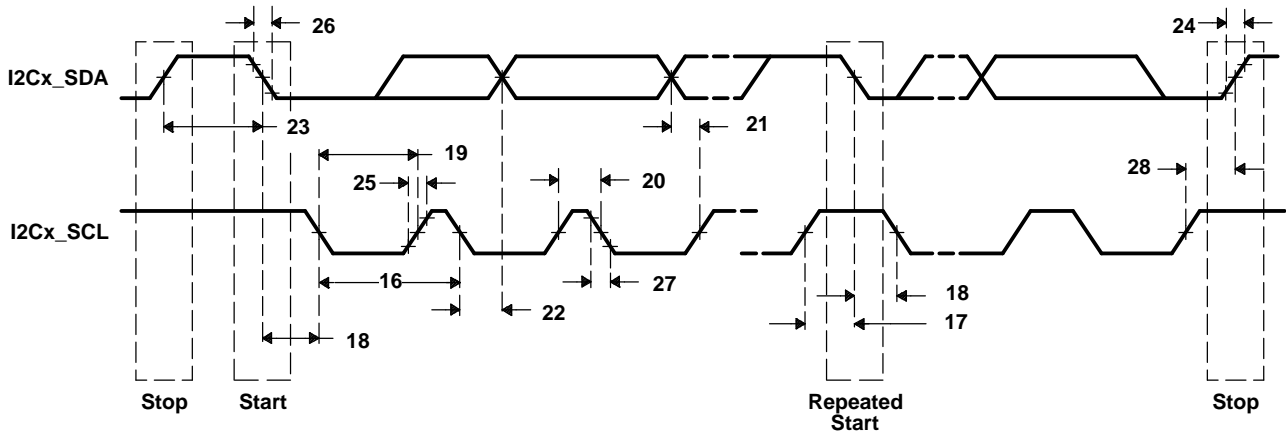 26
24
I2Cx_SDA
23
21
19
25
20
28
I2Cx_SCL
16
27
22
18
18
17
Stop
Start
Repeated
Start
Stop